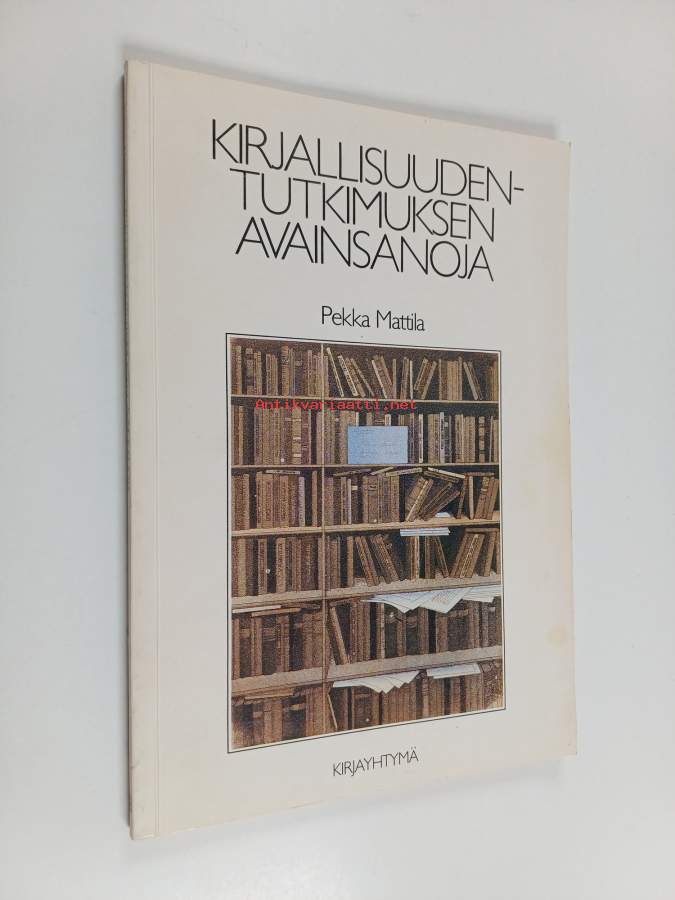 KIRJALLISUUDEN-
TUTKIMUKSEN
AVAINSANOJA
Pekka Mattila
Antikvariaatti.net
KIRJAYHTYMÄ